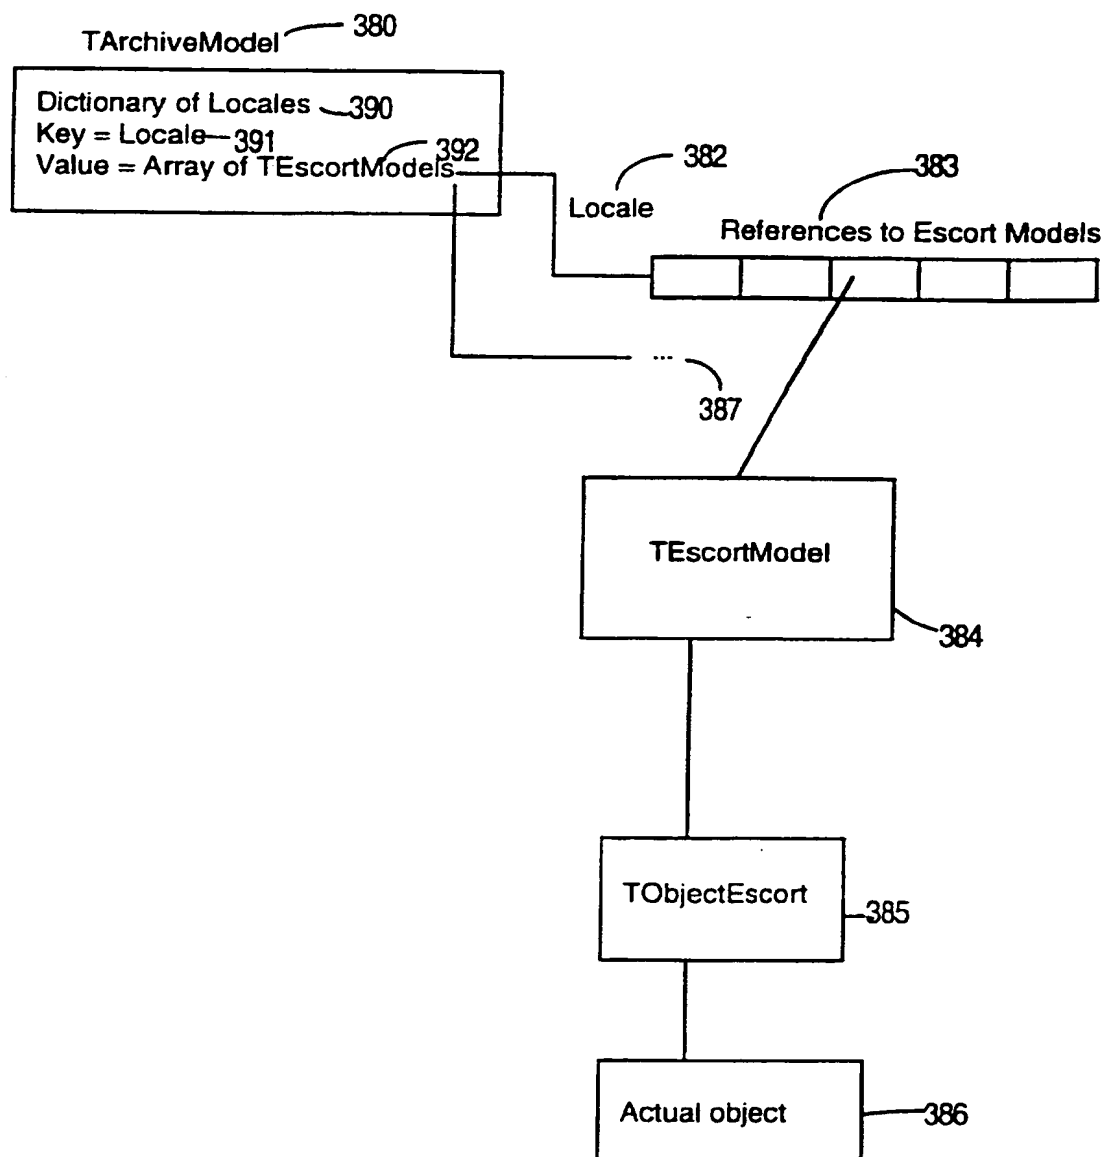 TArchiveModel 380
Dictionary of Locales 390
Key = Locale 391
Value = Array of TEscortModels 392
Locale 382
383
References to Escort Models
... 387
TEscortModel
384
TObjectEscort
385
Actual object
386